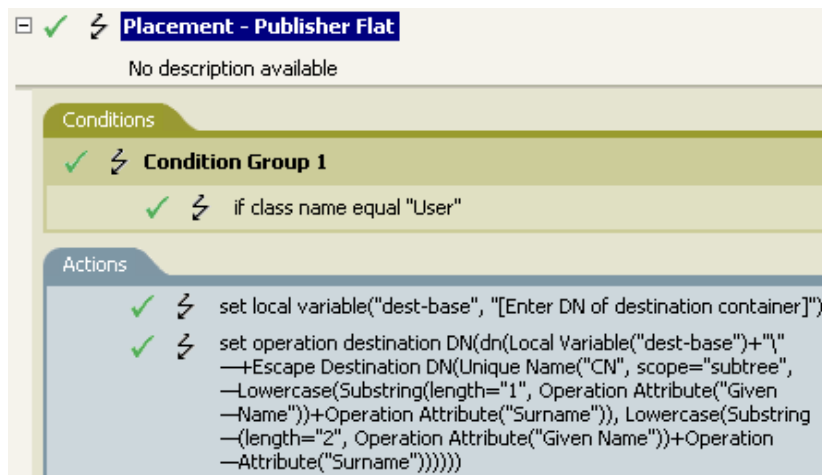 Placement - Publisher Flat
No description available
Conditions
Condition Group 1
if class name equal "User"
Actions
set local variable("dest-base", "[Enter DN of destination container]")
set operation destination DN(dn(Local Variable("dest-base")+"\"
—+Escape Destination DN(Unique Name("CN", scope="subtree",
—Lowercase(Substring(length="1", Operation Attribute("Given
—Name"))+Operation Attribute("Surname")), Lowercase(Substring
—(length="2", Operation Attribute("Given Name"))+Operation
—Attribute("Surname"))))))